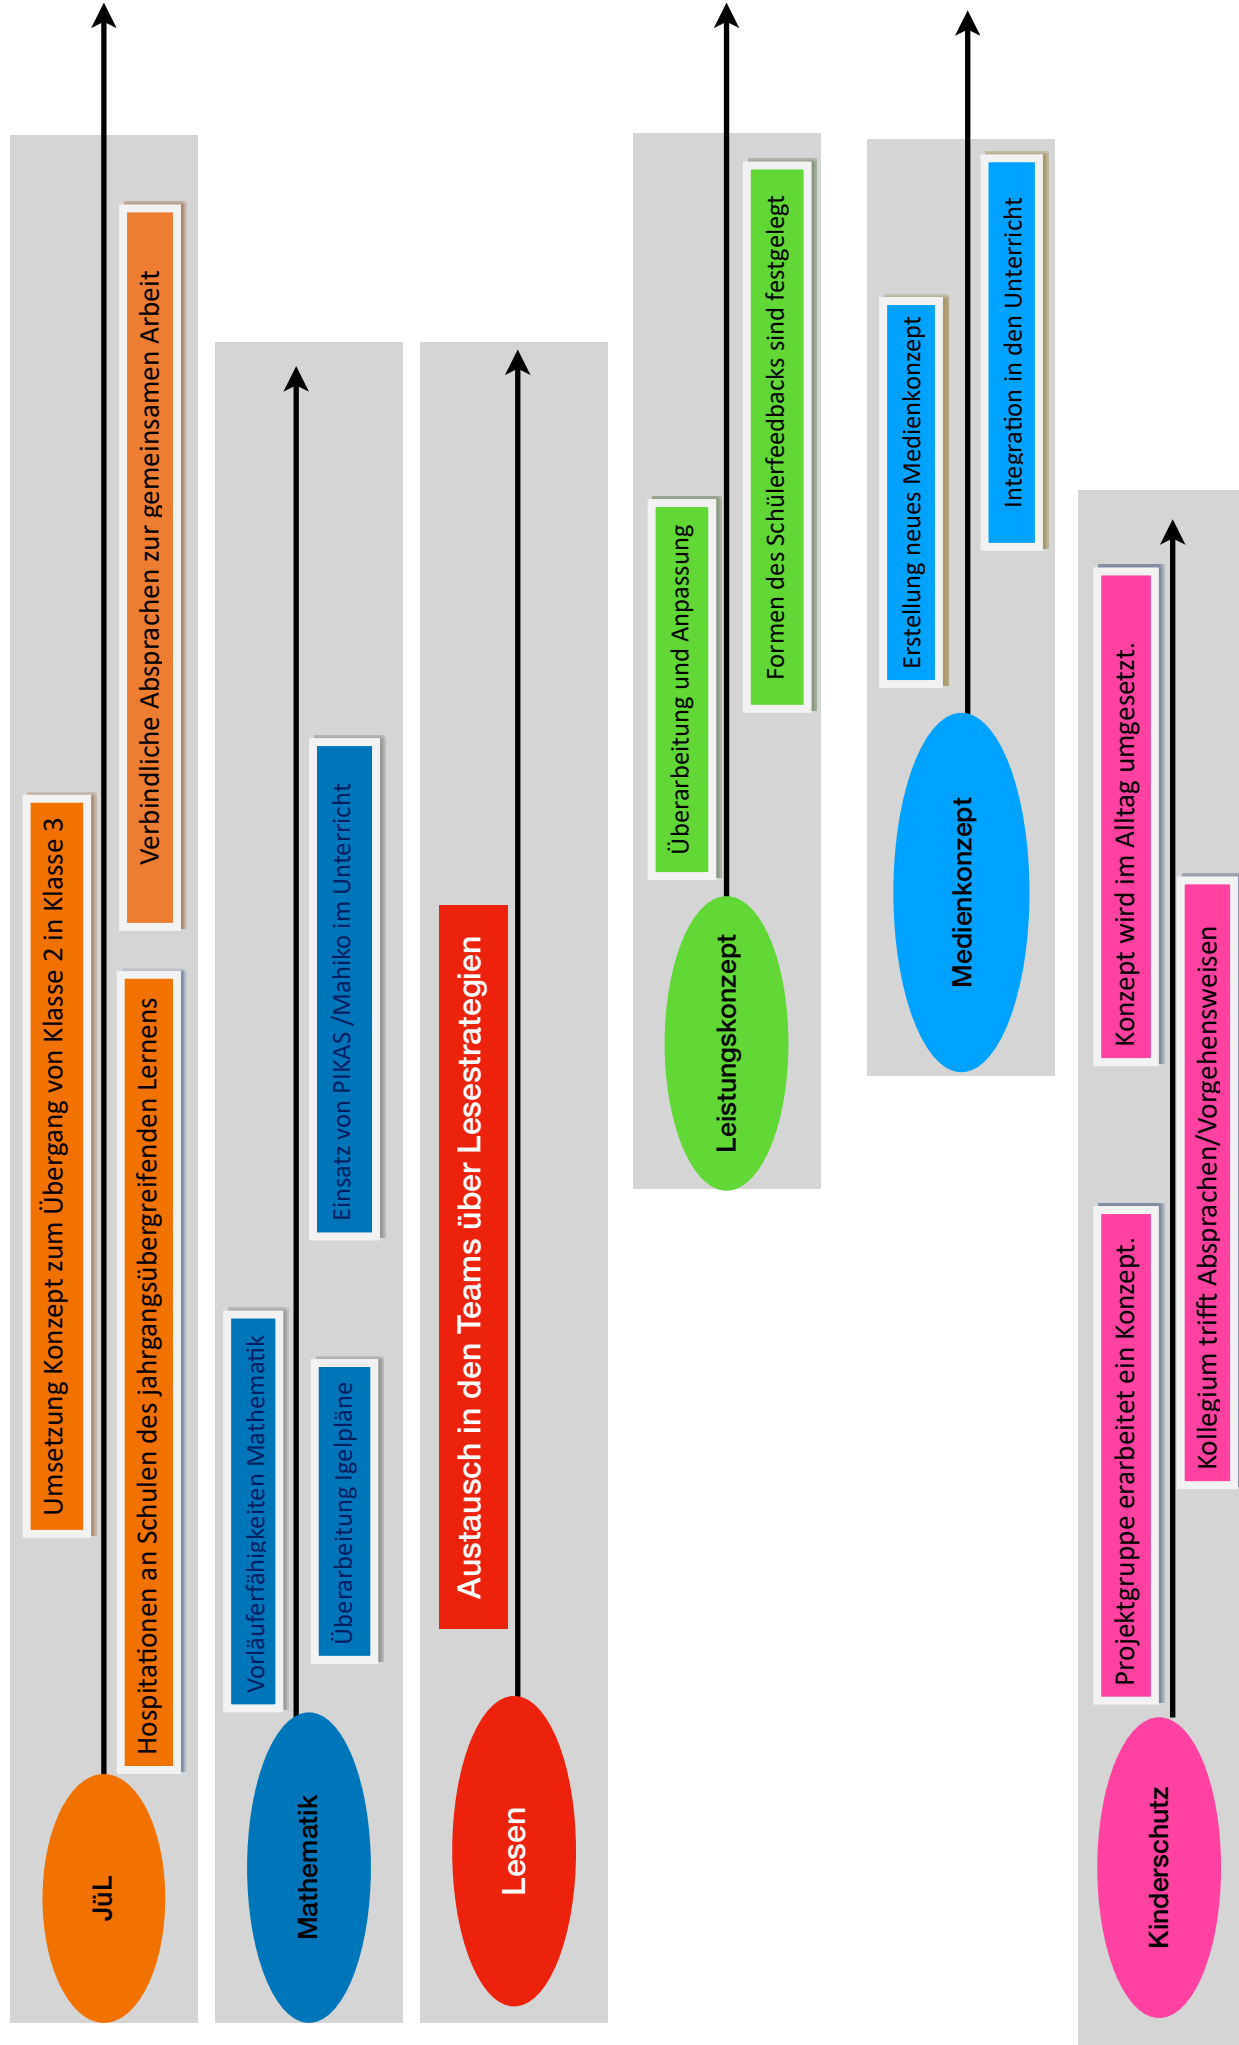 JüL
Umsetzung Konzept zum Übergang von Klasse 2 in Klasse 3
Hospitationen an Schulen des jahrgangsübergreifenden Lernens
Verbindliche Absprachen zur gemeinsamen Arbeit
Mathematik
Vorläuferfähigkeiten Mathematik
Überarbeitung Igelpläne
Einsatz von PIKAS /Mahiko im Unterricht
Lesen
Austausch in den Teams über Lesestrategien
Leistungskonzept
Überarbeitung und Anpassung
Formen des Schülerfeedbacks sind festgelegt
Medienkonzept
Erstellung neues Medienkonzept
Integration in den Unterricht
Kinderschutz
Projektgruppe erarbeitet ein Konzept.
Konzept wird im Alltag umgesetzt.
Kollegium trifft Absprachen/Vorgehensweisen